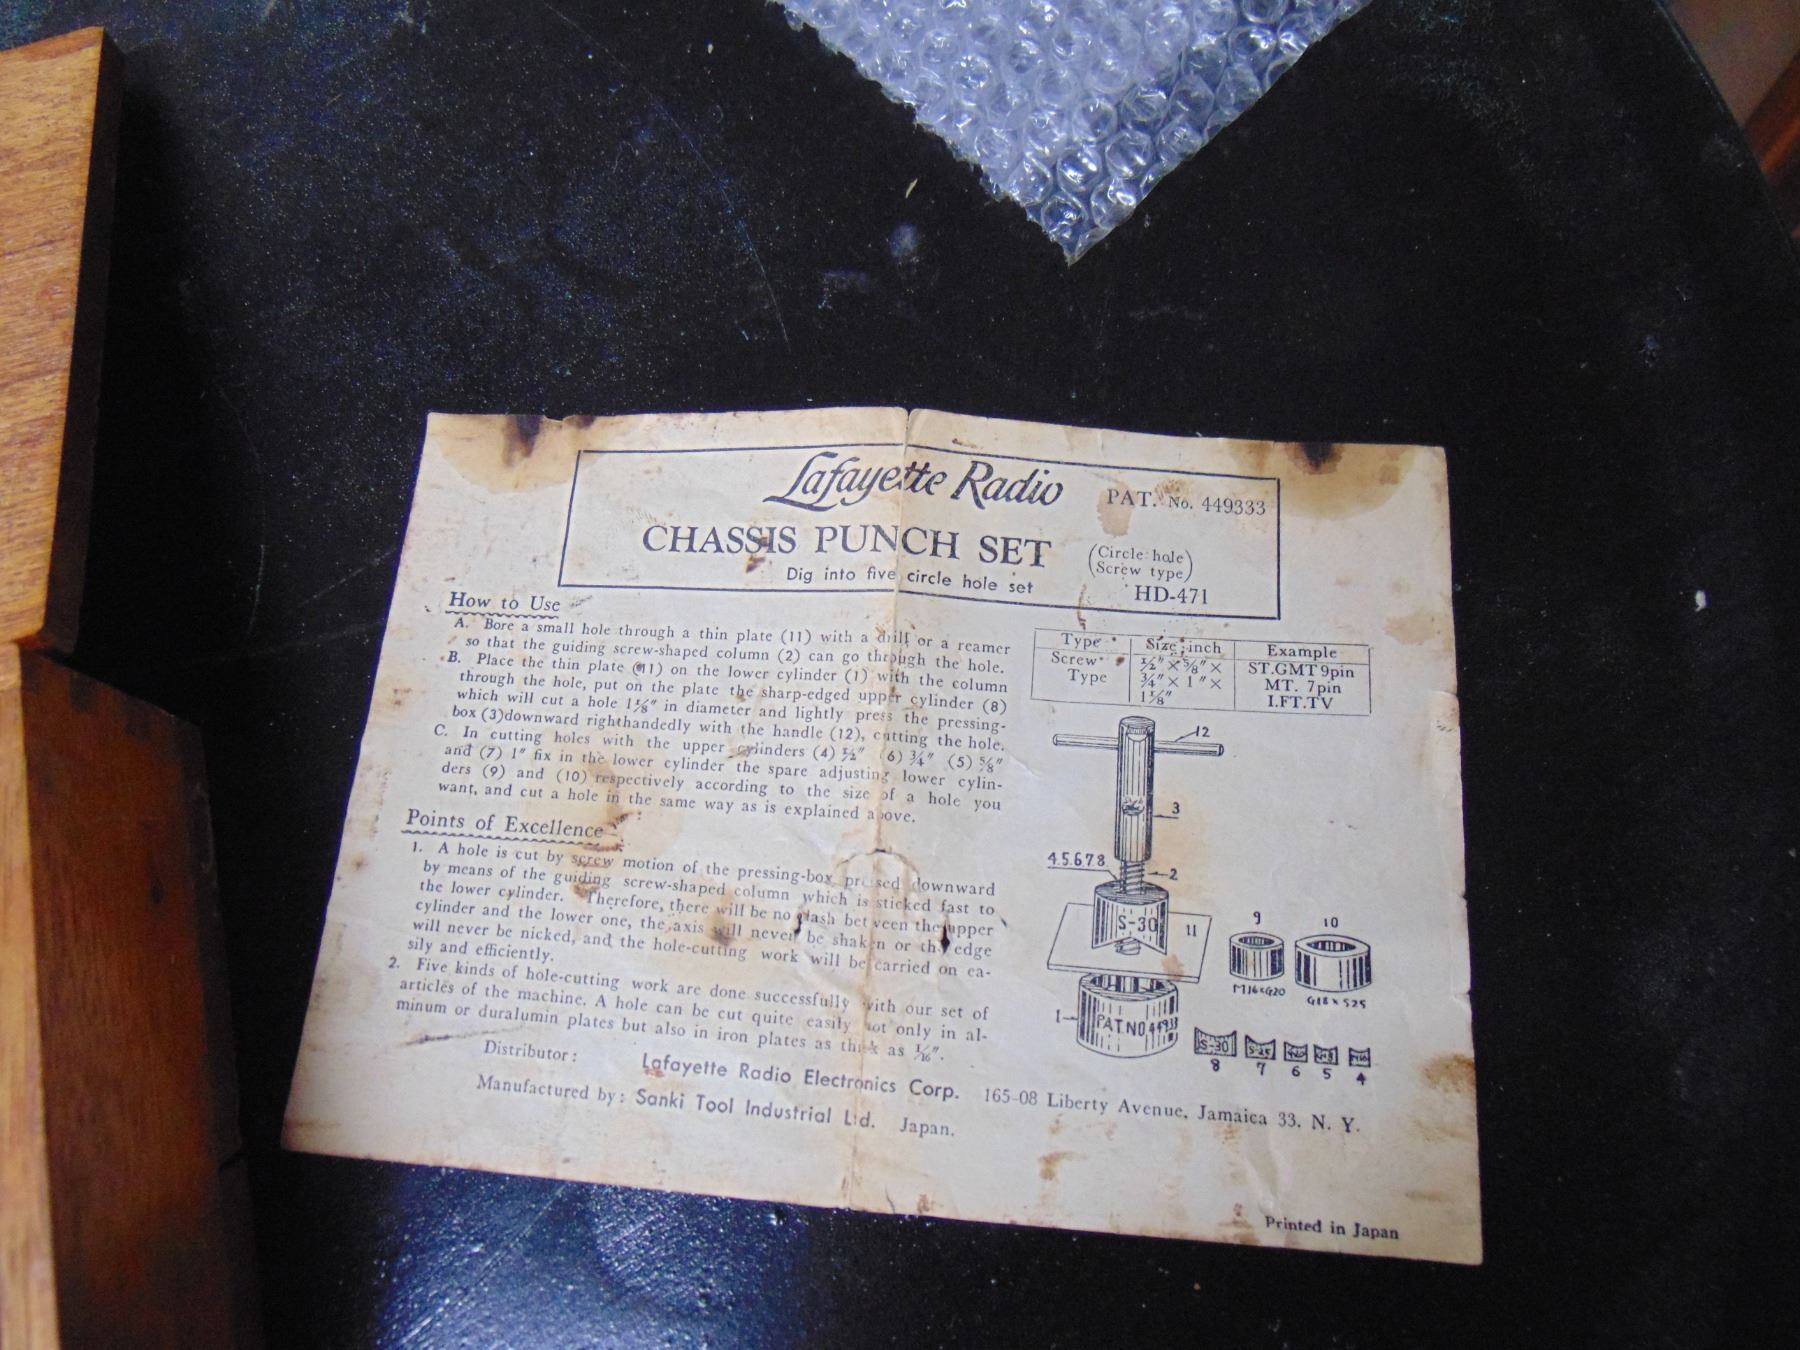 Lafayette Radio
PAT. No. 449333
CHASSIS PUNCH SET
(Circle hole)
(Screw type)
Dig into five circle hole set
HD-471
How to Use
A. Bore a small hole through a thin plate (11) with a drill or a reamer
so that the guiding screw-shaped column (2) can go through the hole.
B. Place the thin plate (11) on the lower cylinder (1) with the column
through the hole, put on the plate the sharp-edged upper cylinder (8)
which will cut a hole 1⅛" in diameter and lightly press the pressing-
box (3)downward righthandedly with the handle (12), cutting the hole.
C. In cutting holes with the upper cylinders (4) ½" (6) ¾" (5) ⅝"
and (7) 1" fix in the lower cylinder the spare adjusting lower cylin-
ders (9) and (10) respectively according to the size of a hole you
want, and cut a hole in the same way as is explained above.
Points of Excellence
1. A hole is cut by screw motion of the pressing-box pressed downward
by means of the guiding screw-shaped column which is sticked fast to
the lower cylinder. Therefore, there will be no clash between the upper
cylinder and the lower one, the axis will never be shaken or the edge
will never be nicked, and the hole-cutting work will be carried on ea-
sily and efficiently.
2. Five kinds of hole-cutting work are done successfully with our set of
articles of the machine. A hole can be cut quite easily not only in al-
minum or duralumin plates but also in iron plates as thick as 1/16".
Type Size inch Example
Screw ½" × ⅝" × ST.GMT 9pin
Type ¾" × 1" × MT. 7pin
1⅛" I.FT.TV
12
3
4.5.6.7.8
2
S-30
11
9
10
M16×G20
G18×S25
1
PAT.NO.
S-30
8 7 6 5 4
Distributor: Lafayette Radio Electronics Corp. 165-08 Liberty Avenue, Jamaica 33. N. Y.
Manufactured by: Sanki Tool Industrial Ltd. Japan.
Printed in Japan